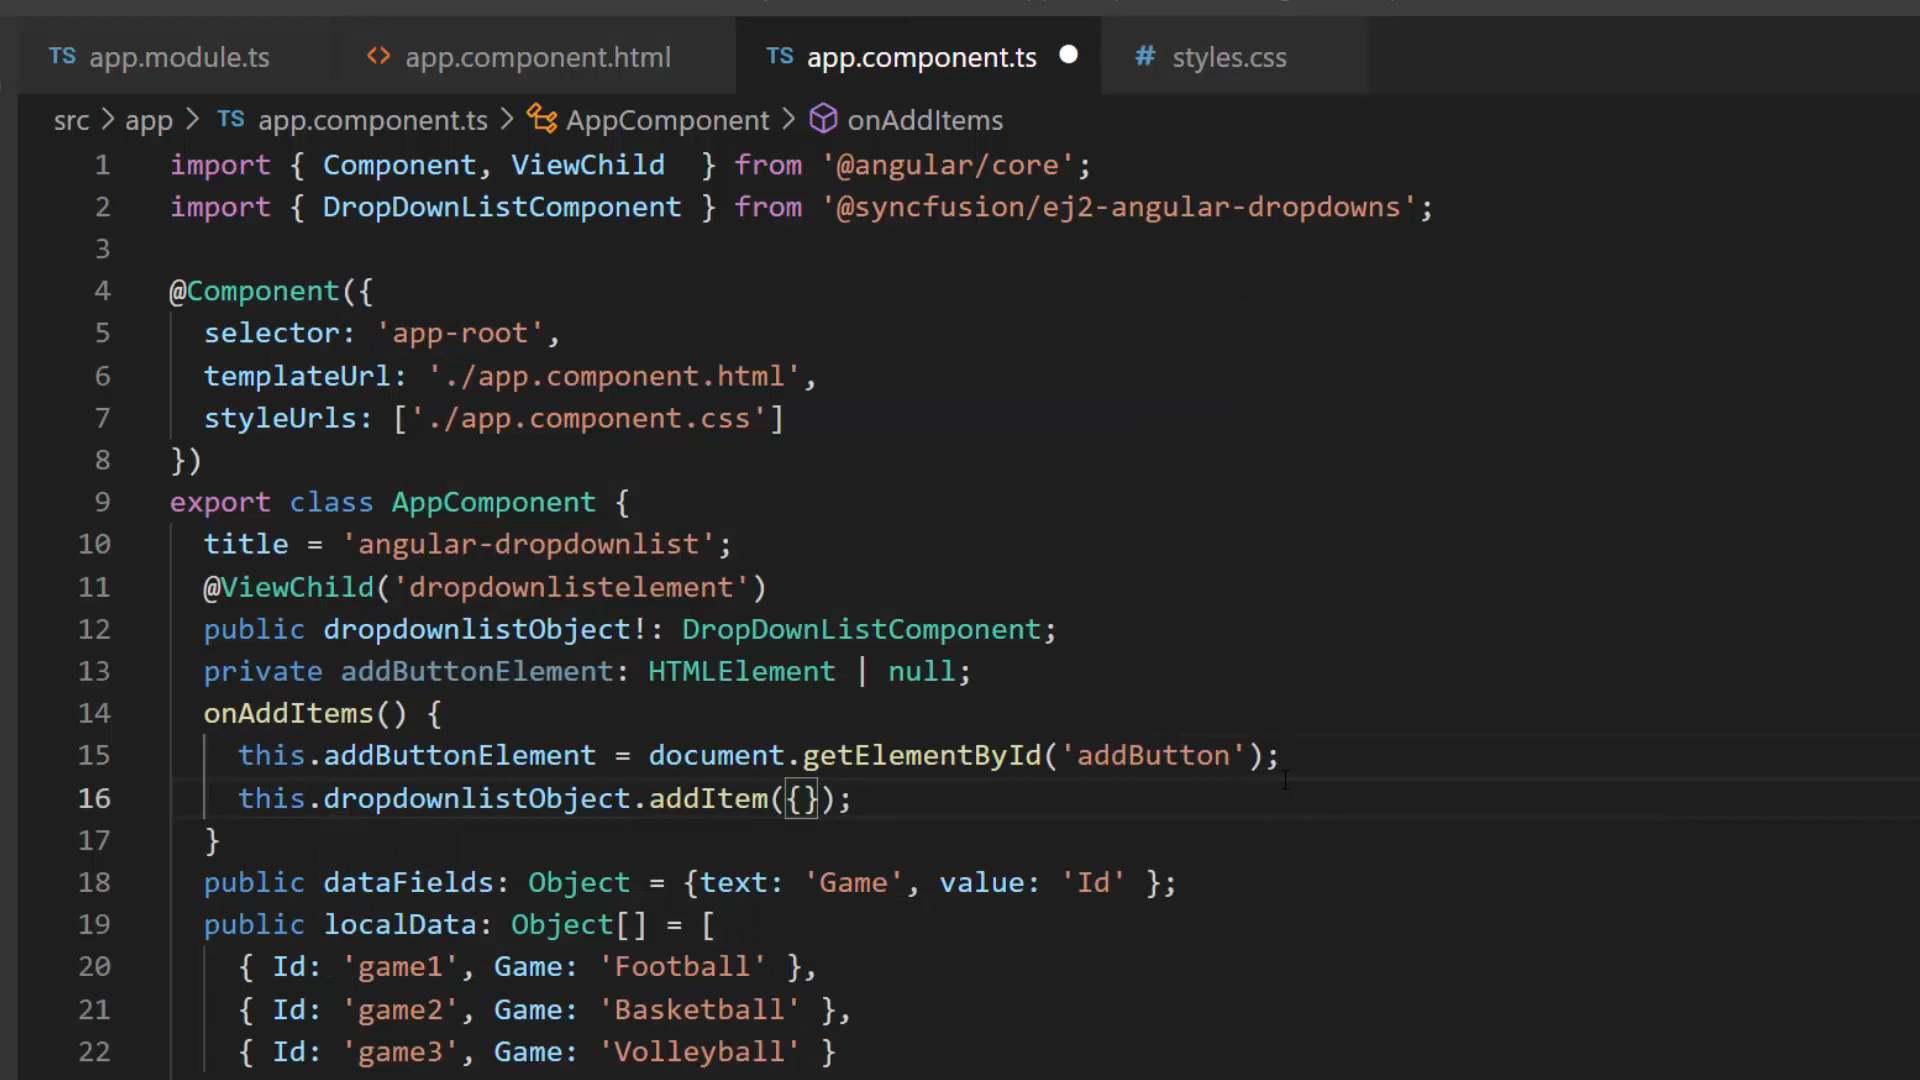 TS app.module.ts <> app.component.html TS app.component.ts # styles.css
src > app > TS app.component.ts > AppComponent > onAddItems
1 import { Component, ViewChild  } from '@angular/core';
2 import { DropDownListComponent } from '@syncfusion/ej2-angular-dropdowns';
3
4 @Component({
5   selector: 'app-root',
6   templateUrl: './app.component.html',
7   styleUrls: ['./app.component.css']
8 })
9 export class AppComponent {
10   title = 'angular-dropdownlist';
11   @ViewChild('dropdownlistelement')
12   public dropdownlistObject!: DropDownListComponent;
13   private addButtonElement: HTMLElement | null;
14   onAddItems() {
15     this.addButtonElement = document.getElementById('addButton');
16     this.dropdownlistObject.addItem({});
17   }
18   public dataFields: Object = {text: 'Game', value: 'Id' };
19   public localData: Object[] = [
20     { Id: 'game1', Game: 'Football' },
21     { Id: 'game2', Game: 'Basketball' },
22     { Id: 'game3', Game: 'Volleyball' }